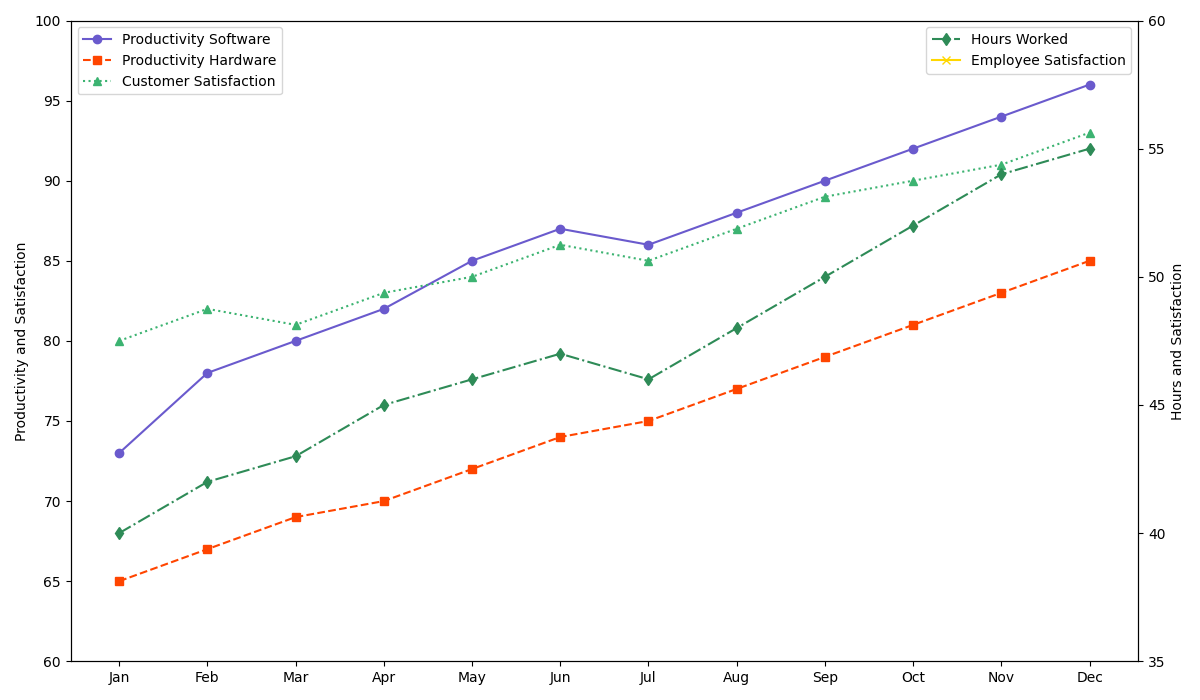 Productivity Software
Productivity Hardware
Customer Satisfaction
Hours Worked
Employee Satisfaction
Productivity and Satisfaction
Hours and Satisfaction
100
95
90
85
80
75
70
65
60
60
55
50
45
40
35
Jan Feb Mar Apr May Jun Jul Aug Sep Oct Nov Dec